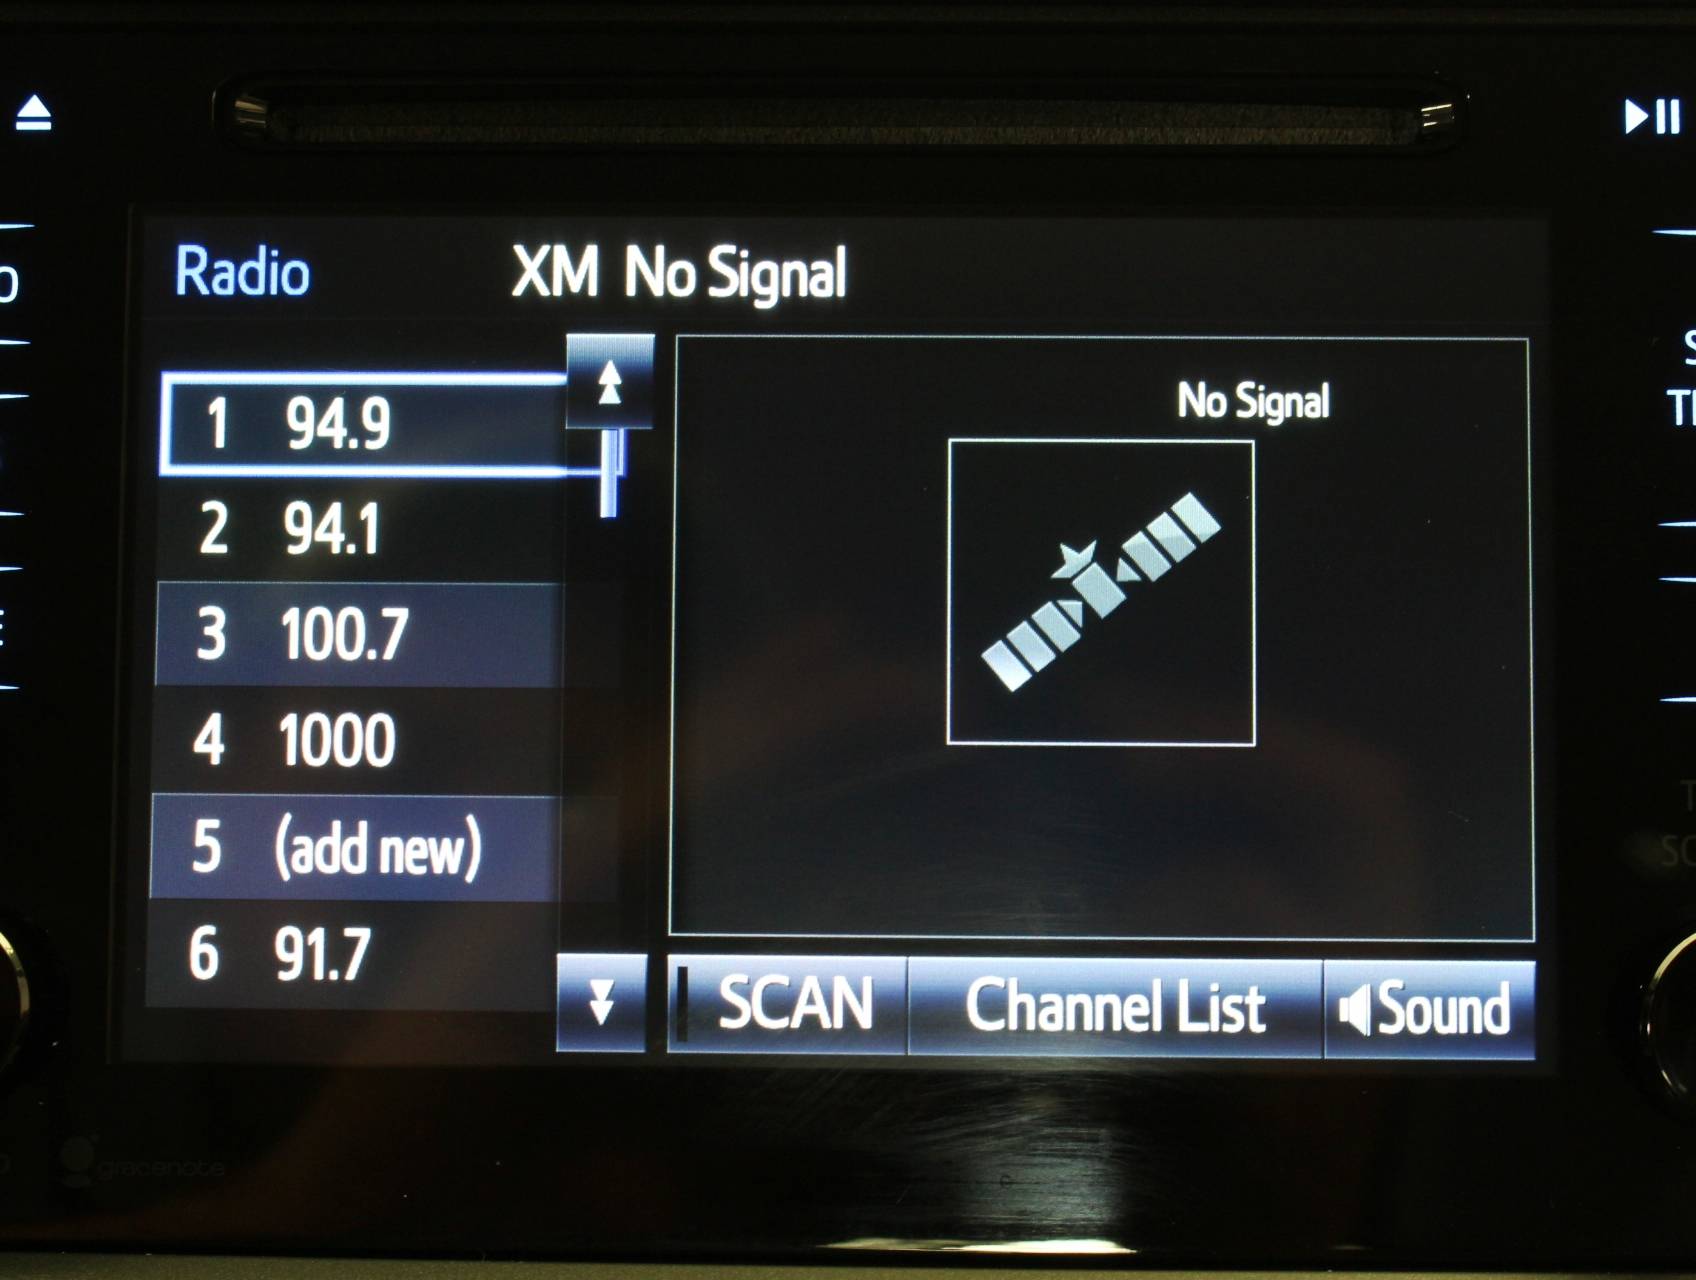 Radio XM No Signal
1 94.9
2 94.1
3 100.7
4 1000
5 (add new)
6 91.7
No Signal
SCAN Channel List Sound
gracenote